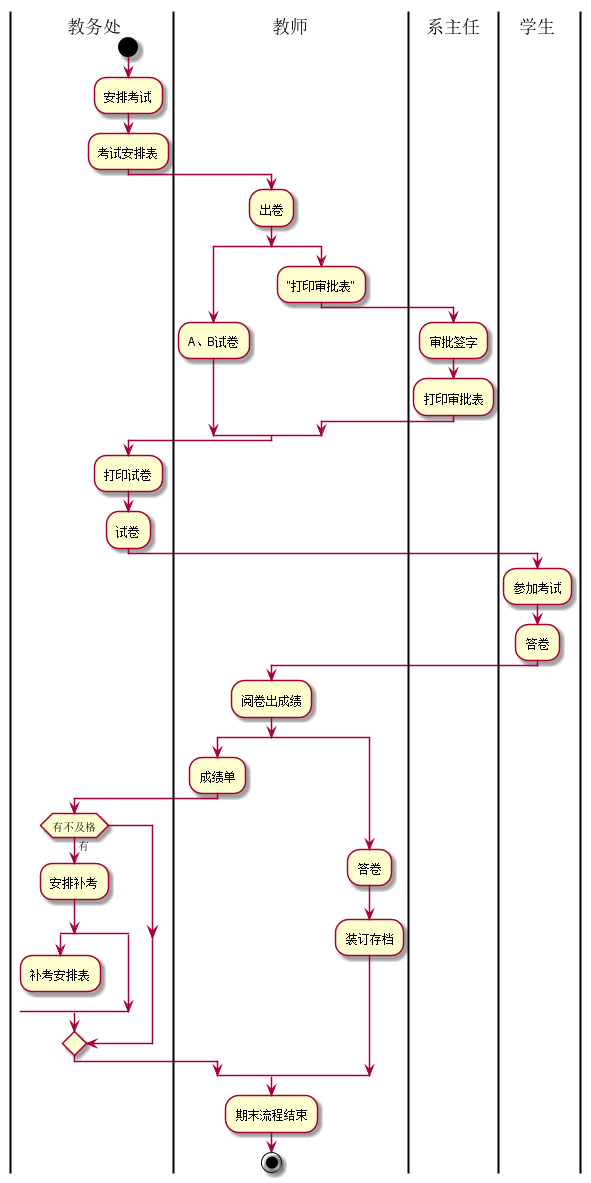 教务处
教师
系主任
学生
安排考试
考试安排表
出卷
"打印审批表"
A、B试卷
审批签字
打印审批表
打印试卷
试卷
参加考试
答卷
阅卷出成绩
成绩单
有不及格
有
安排补考
答卷
装订存档
补考安排表
期末流程结束